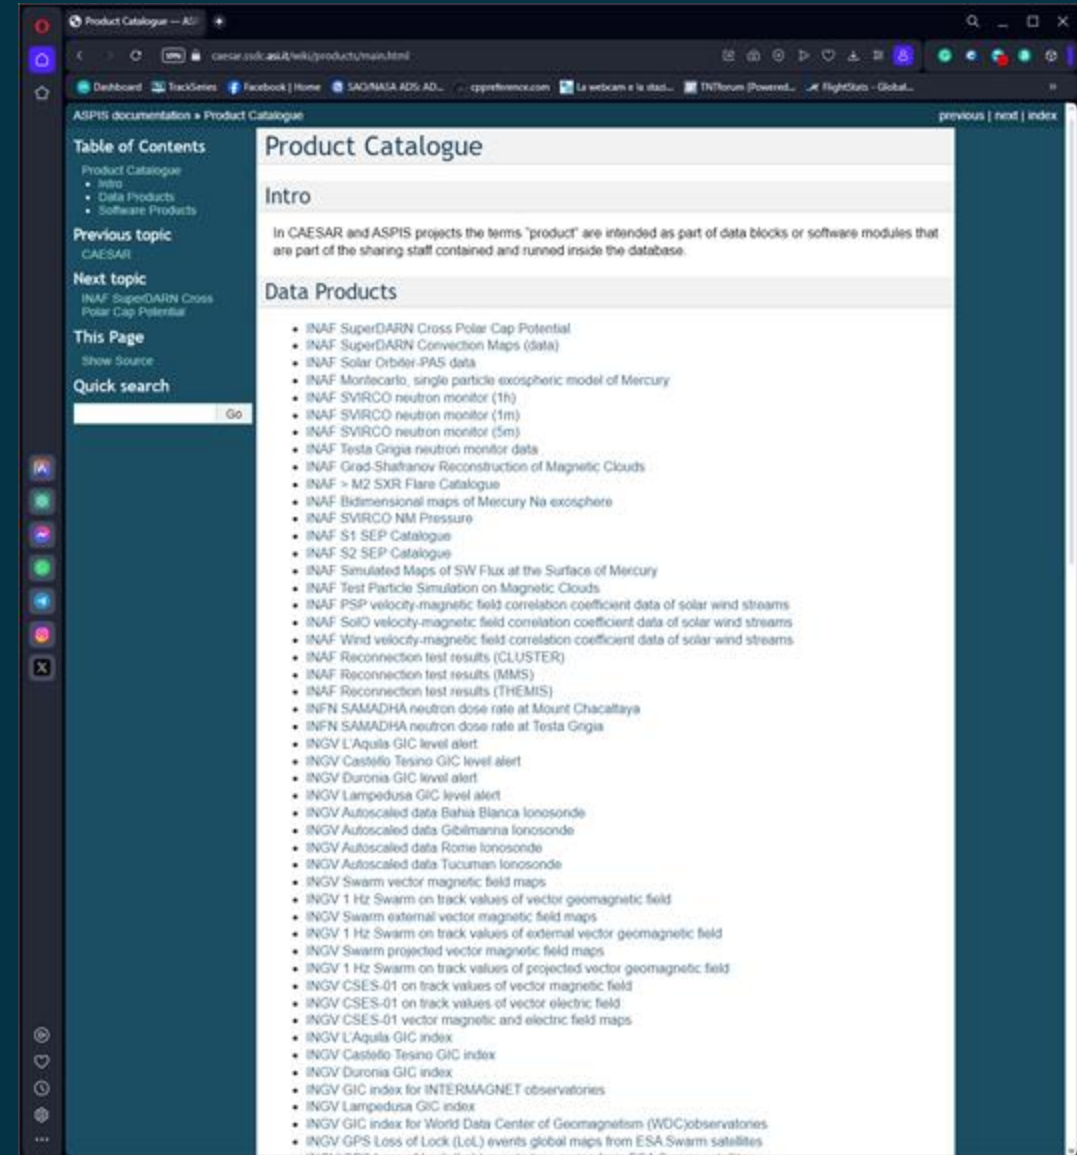 Product Catalogue — AS
caesar.ssdc.asi.it/wiki/products/main.html
Dashboard TrackSeries Facebook | Home SAO/NASA ADS: AD... cppreference.com La webcam e la stazi... TNTforum (Powered... FlightStats - Global...
ASPIS documentation » Product Catalogue
previous | next | index
Table of Contents
Product Catalogue
Intro
Data Products
Software Products
Previous topic
CAESAR
Next topic
INAF SuperDARN Cross
Polar Cap Potential
This Page
Show Source
Quick search
Go
Product Catalogue
Intro
In CAESAR and ASPIS projects the terms "product" are intended as part of data blocks or software modules that
are part of the sharing staff contained and runned inside the database.
Data Products
INAF SuperDARN Cross Polar Cap Potential
INAF SuperDARN Convection Maps (data)
INAF Solar Orbiter-PAS data
INAF Montecarlo, single particle exospheric model of Mercury
INAF SVIRCO neutron monitor (1h)
INAF SVIRCO neutron monitor (1m)
INAF SVIRCO neutron monitor (5m)
INAF Testa Grigia neutron monitor data
INAF Grad-Shafranov Reconstruction of Magnetic Clouds
INAF > M2 SXR Flare Catalogue
INAF Bidimensional maps of Mercury Na exosphere
INAF SVIRCO NM Pressure
INAF S1 SEP Catalogue
INAF S2 SEP Catalogue
INAF Simulated Maps of SW Flux at the Surface of Mercury
INAF Test Particle Simulation on Magnetic Clouds
INAF PSP velocity-magnetic field correlation coefficient data of solar wind streams
INAF SolO velocity-magnetic field correlation coefficient data of solar wind streams
INAF Wind velocity-magnetic field correlation coefficient data of solar wind streams
INAF Reconnection test results (CLUSTER)
INAF Reconnection test results (MMS)
INAF Reconnection test results (THEMIS)
INFN SAMADHA neutron dose rate at Mount Chacaltaya
INFN SAMADHA neutron dose rate at Testa Grigia
INGV L'Aquila GIC level alert
INGV Castello Tesino GIC level alert
INGV Duronia GIC level alert
INGV Lampedusa GIC level alert
INGV Autoscaled data Bahia Blanca Ionosonde
INGV Autoscaled data Gibilmanna Ionosonde
INGV Autoscaled data Rome Ionosonde
INGV Autoscaled data Tucuman Ionosonde
INGV Swarm vector magnetic field maps
INGV 1 Hz Swarm on track values of vector geomagnetic field
INGV Swarm external vector magnetic field maps
INGV 1 Hz Swarm on track values of external vector geomagnetic field
INGV Swarm projected vector magnetic field maps
INGV 1 Hz Swarm on track values of projected vector geomagnetic field
INGV CSES-01 on track values of vector magnetic field
INGV CSES-01 on track values of vector electric field
INGV CSES-01 vector magnetic and electric field maps
INGV L'Aquila GIC index
INGV Castello Tesino GIC index
INGV Duronia GIC index
INGV GIC index for INTERMAGNET observatories
INGV Lampedusa GIC index
INGV GIC index for World Data Center of Geomagnetism (WDC)observatories
INGV GPS Loss of Lock (LoL) events global maps from ESA Swarm satellites